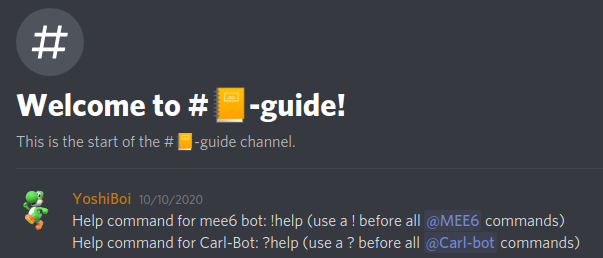 #
Welcome to #📒-guide!
This is the start of the #📒-guide channel.
YoshiBoi 10/10/2020
Help command for mee6 bot: !help (use a ! before all @MEE6 commands)
Help command for Carl-Bot: ?help (use a ? before all @Carl-bot commands)